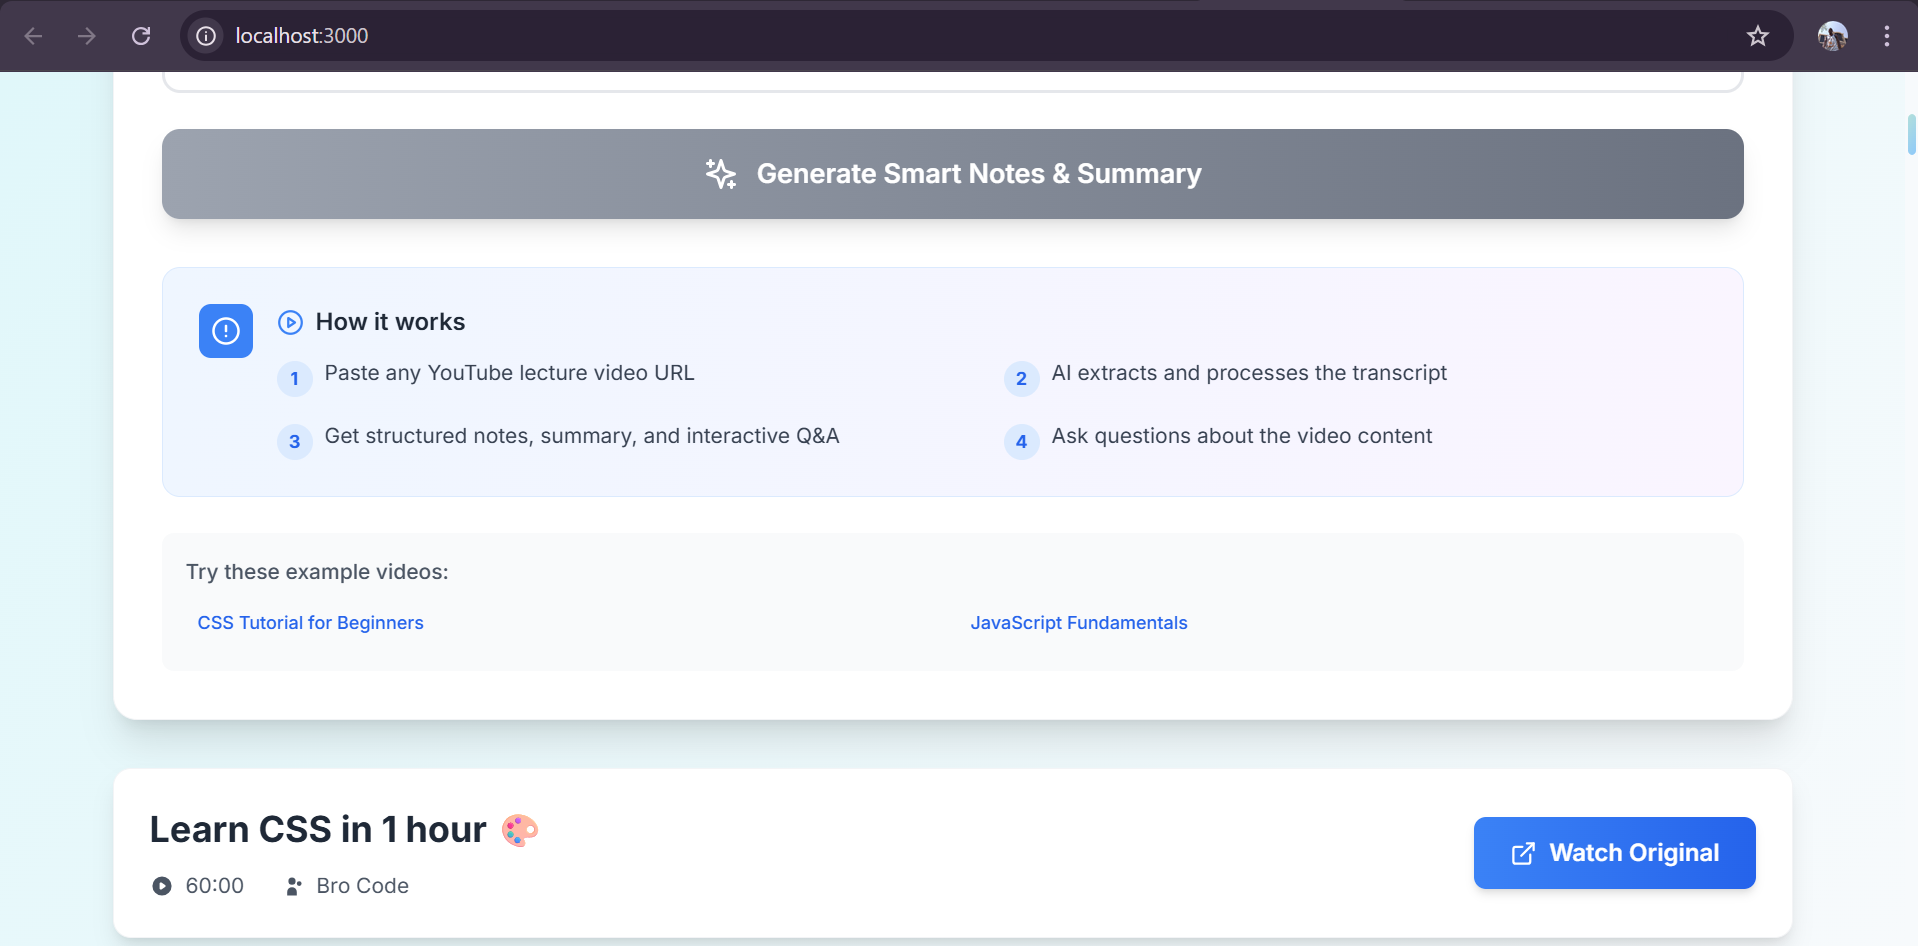 localhost:3000
Generate Smart Notes & Summary
How it works
1 Paste any YouTube lecture video URL
2 AI extracts and processes the transcript
3 Get structured notes, summary, and interactive Q&A
4 Ask questions about the video content
Try these example videos:
CSS Tutorial for Beginners
JavaScript Fundamentals
Learn CSS in 1 hour 🎨
60:00 Bro Code
Watch Original